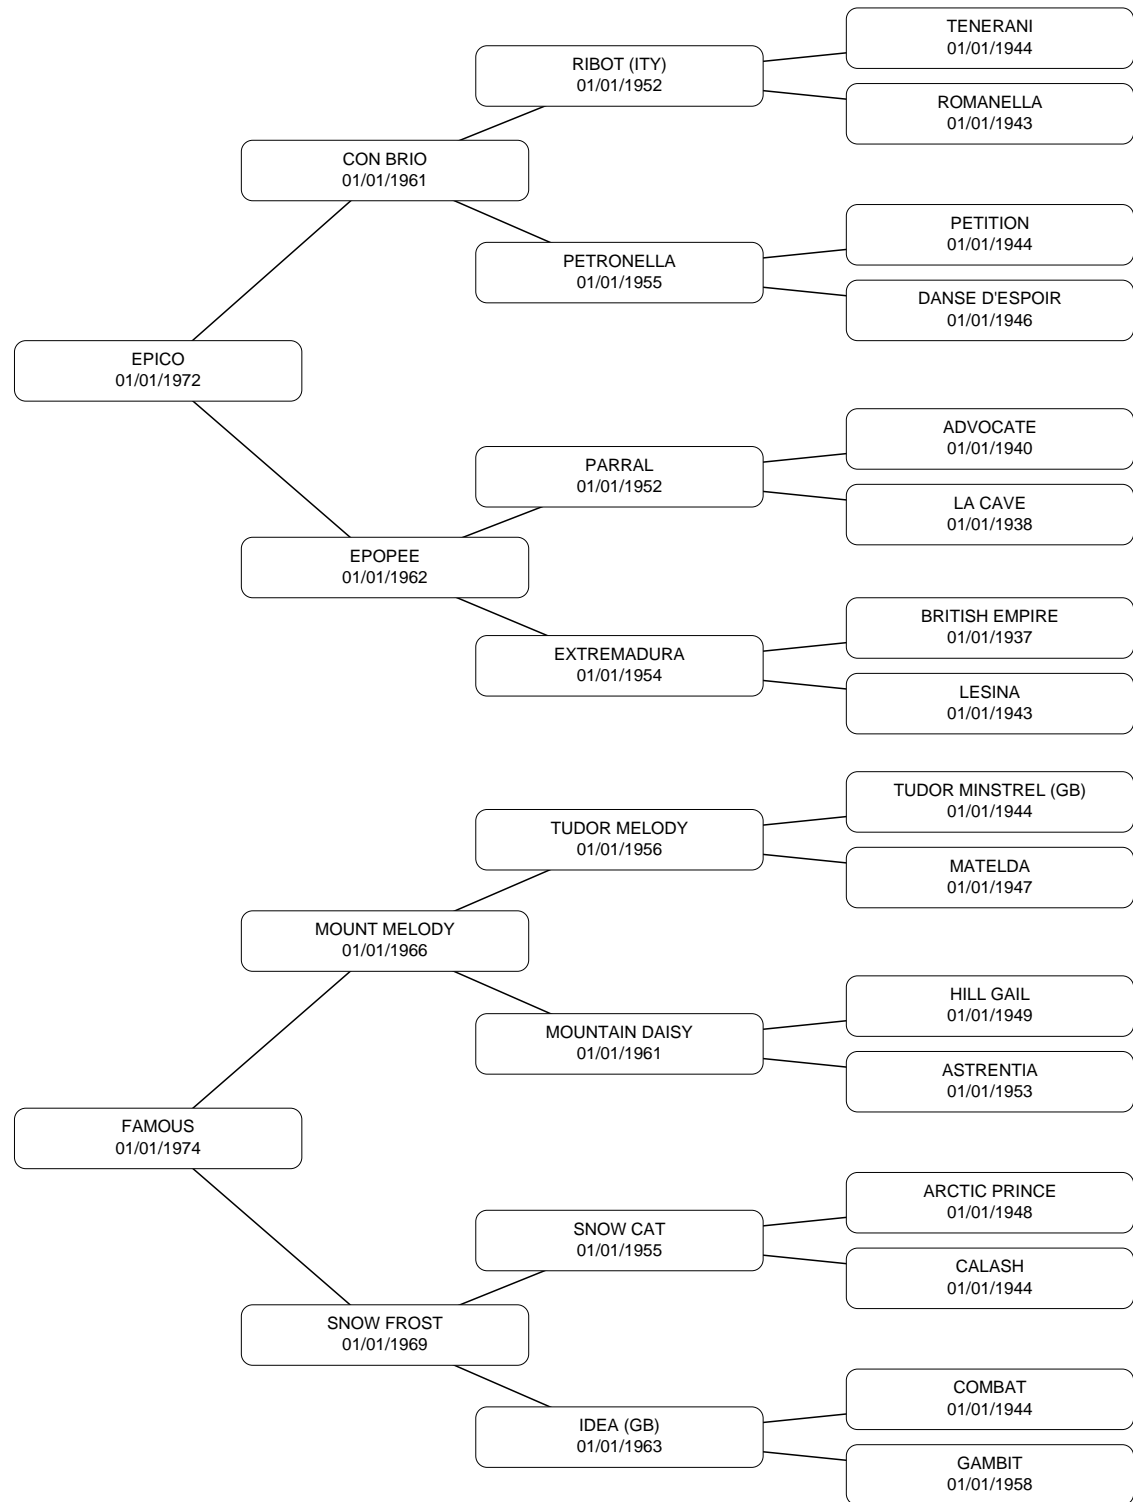 TENERANI
01/01/1944
RIBOT (ITY)
01/01/1952
ROMANELLA
01/01/1943
CON BRIO
01/01/1961
PETITION
01/01/1944
PETRONELLA
01/01/1955
DANSE D'ESPOIR
01/01/1946
EPICO
01/01/1972
ADVOCATE
01/01/1940
PARRAL
01/01/1952
LA CAVE
01/01/1938
EPOPEE
01/01/1962
BRITISH EMPIRE
01/01/1937
EXTREMADURA
01/01/1954
LESINA
01/01/1943
TUDOR MINSTREL (GB)
01/01/1944
TUDOR MELODY
01/01/1956
MATELDA
01/01/1947
MOUNT MELODY
01/01/1966
HILL GAIL
01/01/1949
MOUNTAIN DAISY
01/01/1961
ASTRENTIA
01/01/1953
FAMOUS
01/01/1974
ARCTIC PRINCE
01/01/1948
SNOW CAT
01/01/1955
CALASH
01/01/1944
SNOW FROST
01/01/1969
COMBAT
01/01/1944
IDEA (GB)
01/01/1963
GAMBIT
01/01/1958